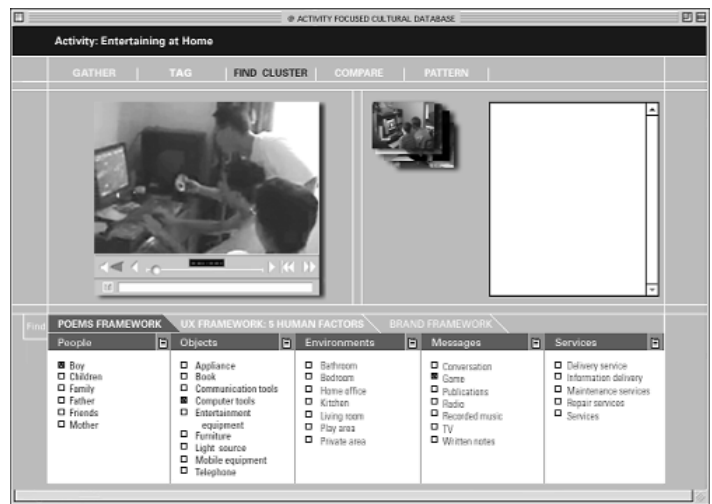 @ ACTIVITY FOCUSED CULTURAL DATABASE
Activity: Entertaining at Home
GATHER | TAG | FIND CLUSTER | COMPARE | PATTERN |
Find
POEMS FRAMEWORK
UX FRAMEWORK: 5 HUMAN FACTORS
BRAND FRAMEWORK
People
Boy
Children
Family
Father
Friends
Mother
Objects
Appliance
Book
Communication tools
Computer tools
Entertainment
equipment
Furniture
Light source
Mobile equipment
Telephone
Environments
Bathroom
Bedroom
Home office
Kitchen
Living room
Play area
Private area
Messages
Conversation
Game
Publications
Radio
Recorded music
TV
Written notes
Services
Delivery service
Information delivery
Maintenance services
Repair services
Services